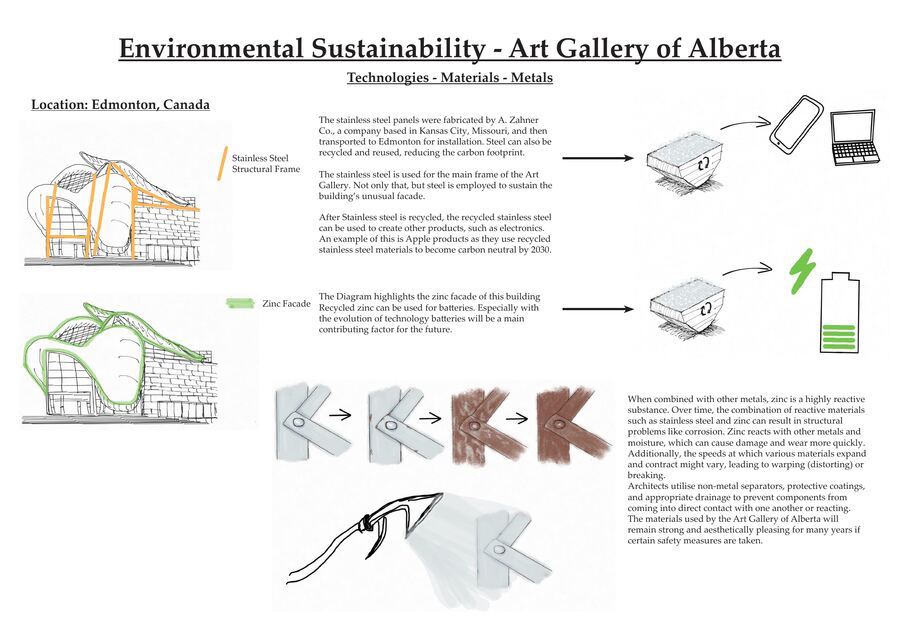 Environmental Sustainability - Art Gallery of Alberta
Technologies - Materials - Metals
Location: Edmonton, Canada
Stainless Steel
Structural Frame
The stainless steel panels were fabricated by A. Zahner
Co., a company based in Kansas City, Missouri, and then
transported to Edmonton for installation. Steel can also be
recycled and reused, reducing the carbon footprint.
The stainless steel is used for the main frame of the Art
Gallery. Not only that, but steel is employed to sustain the
building's unusual facade.
After Stainless steel is recycled, the recycled stainless steel
can be used to create other products, such as electronics.
An example of this is Apple products as they use recycled
stainless steel materials to become carbon neutral by 2030.
Zinc Facade
The Diagram highlights the zinc facade of this building
Recycled zinc can be used for batteries. Especially with
the evolution of technology batteries will be a main
contributing factor for the future.
When combined with other metals, zinc is a highly reactive
substance. Over time, the combination of reactive materials
such as stainless steel and zinc can result in structural
problems like corrosion. Zinc reacts with other metals and
moisture, which can cause damage and wear more quickly.
Additionally, the speeds at which various materials expand
and contract might vary, leading to warping (distorting) or
breaking.
Architects utilise non-metal separators, protective coatings,
and appropriate drainage to prevent components from
coming into direct contact with one another or reacting.
The materials used by the Art Gallery of Alberta will
remain strong and aesthetically pleasing for many years if
certain safety measures are taken.